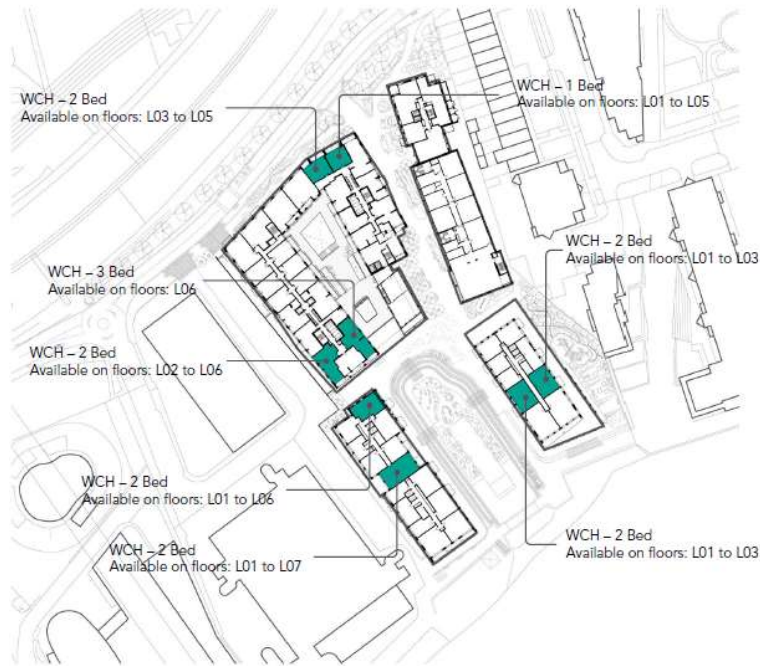 WCH – 2 Bed
Available on floors: L03 to L05
WCH – 1 Bed
Available on floors: L01 to L05
WCH – 2 Bed
Available on floors: L01 to L03
WCH – 3 Bed
Available on floors: L06
WCH – 2 Bed
Available on floors: L02 to L06
WCH – 2 Bed
Available on floors: L01 to L06
WCH – 2 Bed
Available on floors: L01 to L07
WCH – 2 Bed
Available on floors: L01 to L03